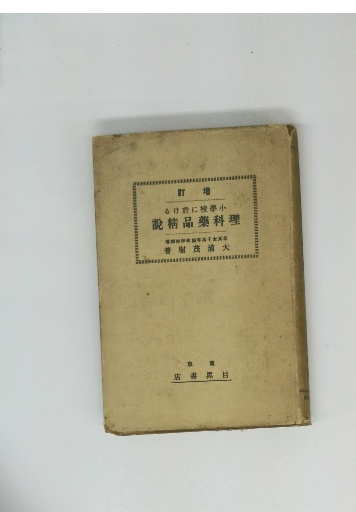 增訂
小學校に於ける
理科藥品精說
大浦茂樹著
東京
目黑書店